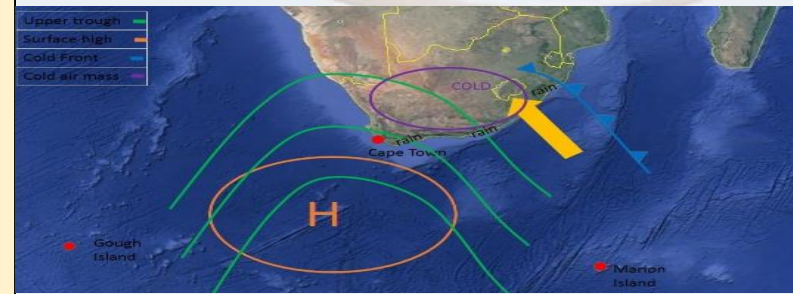 Upper trough
Surface high
Cold Front
Cold air mass
COLD
rain
rain
rain
Cape Town
H
Gough
Island
Marion
Island